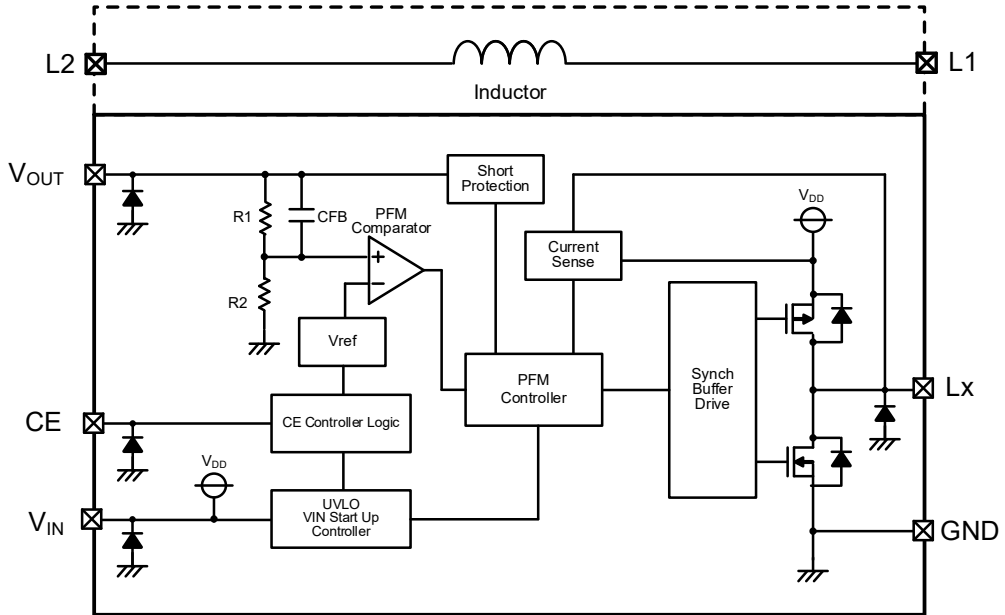 L2
L1
Inductor
VOUT
Short
Protection
R1
CFB
PFM
Comparator
VDD
Current
Sense
+
−
R2
Vref
PFM
Controller
Synch
Buffer
Drive
Lx
CE
CE Controller Logic
VDD
VIN
UVLO
VIN Start Up
Controller
GND